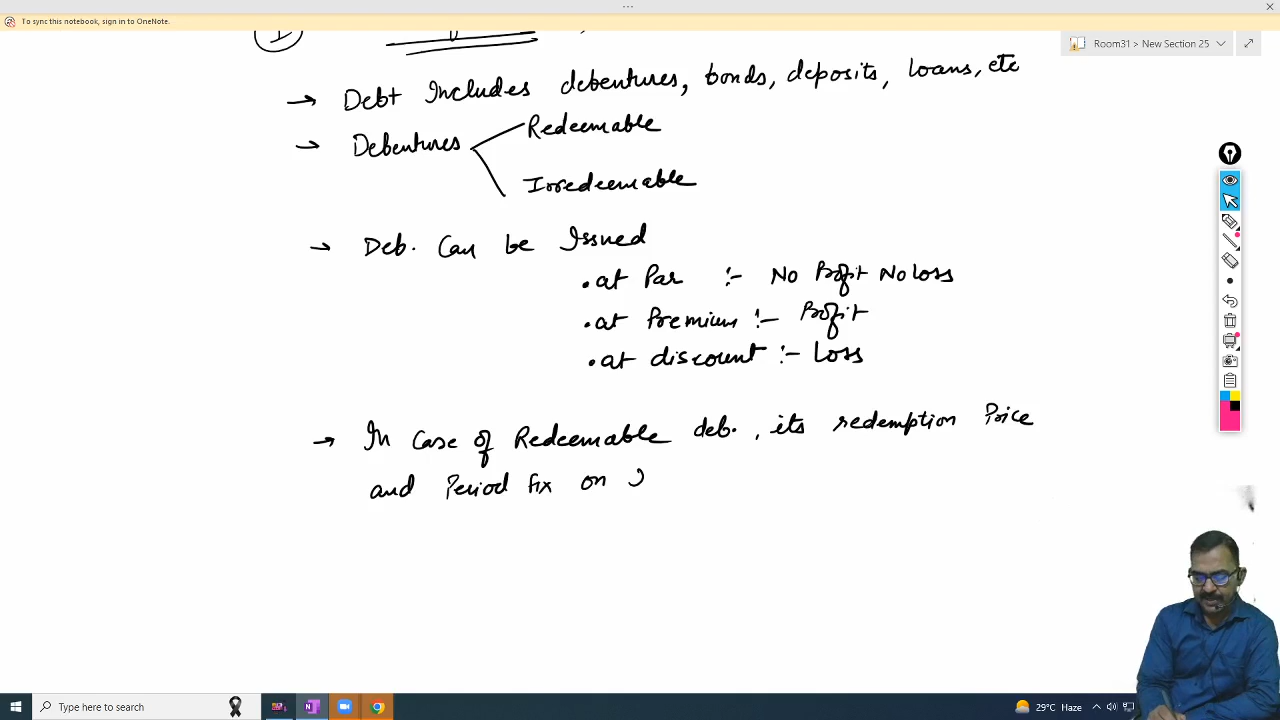 To sync this notebook, sign in to OneNote.
Room31 > New Section 25
→ Debt Includes debentures, bonds, deposits, loans, etc
→ Debentures Redeemable
Irredeemable
→ Deb. Can be Issued
• at Par :- No Profit No Loss
• at Premium :- Profit
• at discount :- Loss
→ In Case of Redeemable deb., its redemption Price
and Period fix on
Type here to search
29°C Haze